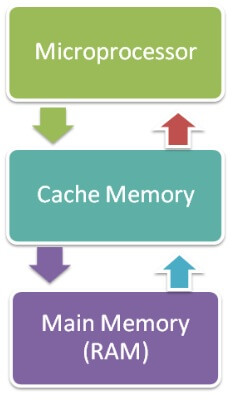 Microprocessor
Cache Memory
Main Memory
(RAM)